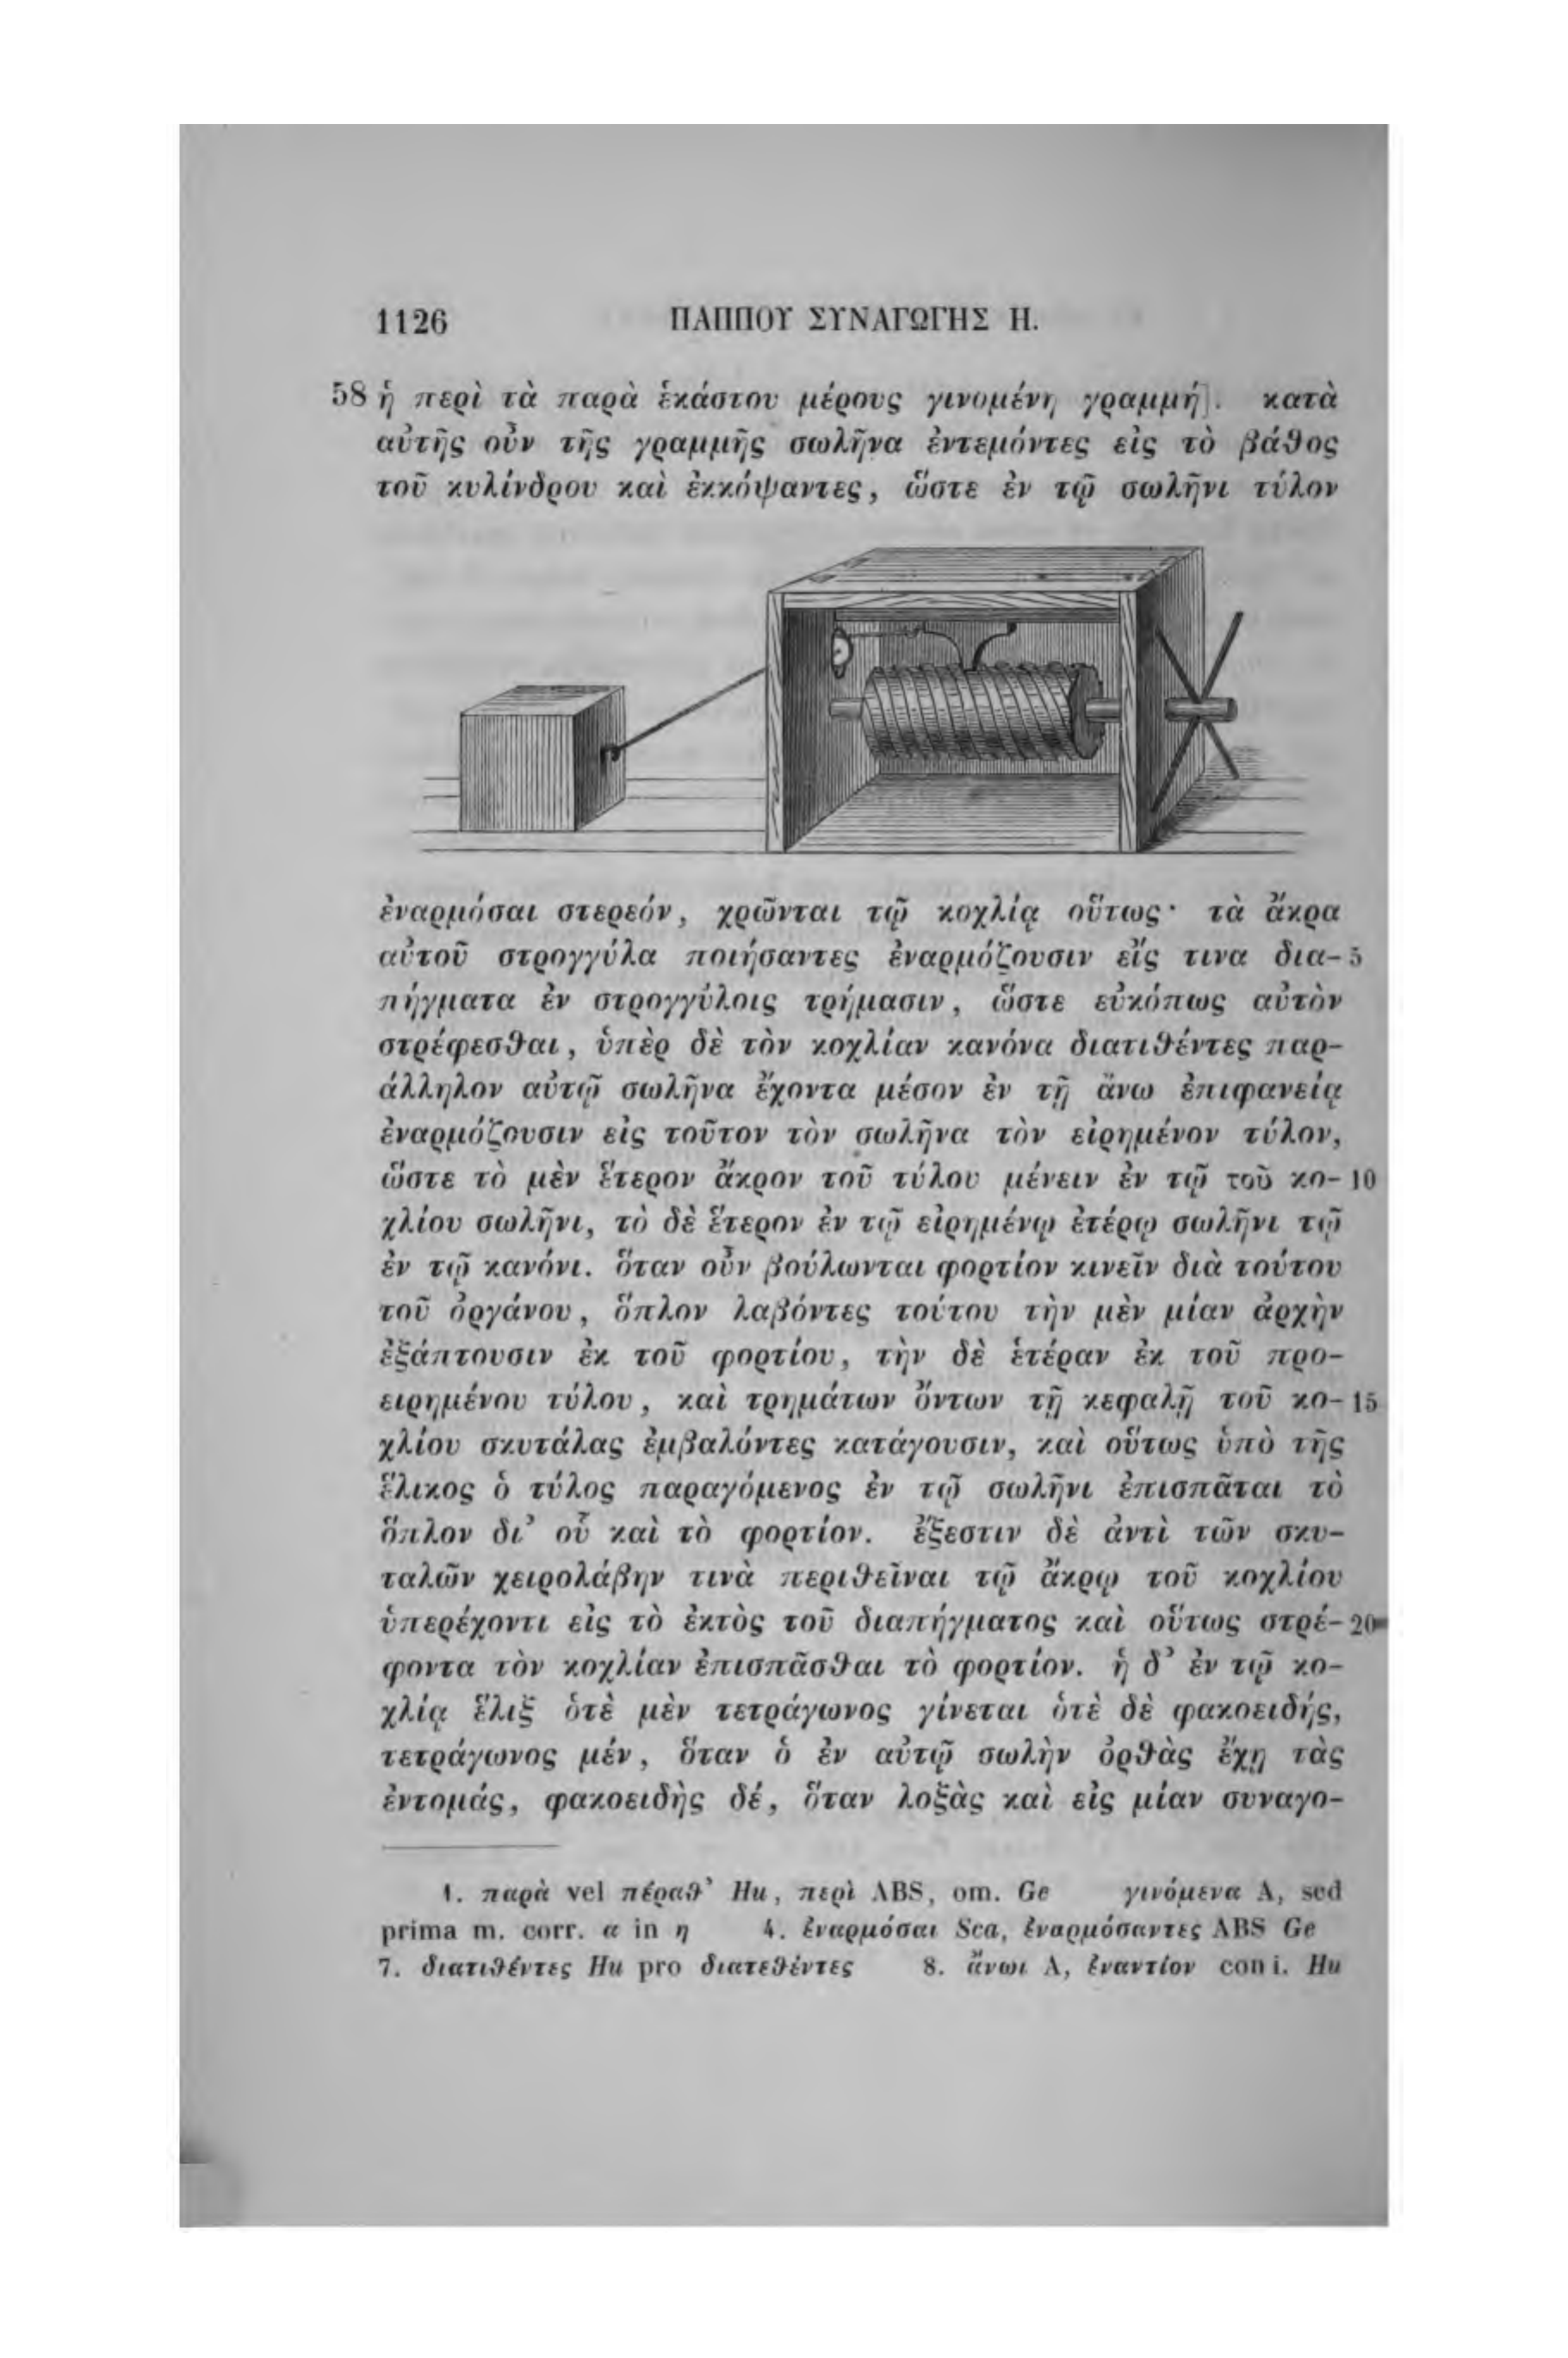 1126 ΠΑΠΠΟΥ ΣΥΝΑΓΩΓΗΣ Η.
58 ἡ περὶ τὰ παρὰ ἑκάστου μέρους γινομένη γραμμή]. κατὰ
αὐτῆς οὖν τῆς γραμμῆς σωλῆνα ἐντεμόντες εἰς τὸ βάθος
τοῦ κυλίνδρου καὶ ἐκκόψαντες, ὥστε ἐν τῷ σωλῆνι τύλον
ἐναρμόσαι στερεόν, χρῶνται τῷ κοχλίᾳ οὕτως· τὰ ἄκρα
αὐτοῦ στρογγύλα ποιήσαντες ἐναρμόζουσιν εἴς τινα δια- 5
πήγματα ἐν στρογγύλοις τρήμασιν, ὥστε εὐκόπως αὐτὸν
στρέφεσθαι, ὑπὲρ δὲ τὸν κοχλίαν κανόνα διατιθέντες παρ-
άλληλον αὐτῷ σωλῆνα ἔχοντα μέσον ἐν τῇ ἄνω ἐπιφανείᾳ
ἐναρμόζουσιν εἰς τοῦτον τὸν σωλῆνα τὸν εἰρημένον τύλον,
ὥστε τὸ μὲν ἕτερον ἄκρον τοῦ τύλου μένειν ἐν τῷ τοῦ κο- 10
χλίου σωλῆνι, τὸ δὲ ἕτερον ἐν τῷ εἰρημένῳ ἑτέρῳ σωλῆνι τῷ
ἐν τῷ κανόνι. ὅταν οὖν βούλωνται φορτίον κινεῖν διὰ τούτου
τοῦ ὀργάνου, ὅπλον λαβόντες τούτου τὴν μὲν μίαν ἀρχὴν
ἐξάπτουσιν ἐκ τοῦ φορτίου, τὴν δὲ ἑτέραν ἐκ τοῦ προ-
ειρημένου τύλου, καὶ τρημάτων ὄντων τῇ κεφαλῇ τοῦ κο- 15
χλίου σκυτάλας ἐμβαλόντες κατάγουσιν, καὶ οὕτως ὑπὸ τῆς
ἕλικος ὁ τύλος παραγόμενος ἐν τῷ σωλῆνι ἐπισπᾶται τὸ
ὅπλον δι’ οὗ καὶ τὸ φορτίον. ἔξεστιν δὲ ἀντὶ τῶν σκυ-
ταλῶν χειρολάβην τινὰ περιθεῖναι τῷ ἄκρῳ τοῦ κοχλίου
ὑπερέχοντι εἰς τὸ ἐκτὸς τοῦ διαπήγματος καὶ οὕτως στρέ- 20
φοντα τὸν κοχλίαν ἐπισπᾶσθαι τὸ φορτίον. ἡ δ’ ἐν τῷ κο-
χλίᾳ ἕλιξ ὁτὲ μὲν τετράγωνος γίνεται ὁτὲ δὲ φακοειδής,
τετράγωνος μέν, ὅταν ὁ ἐν αὐτῷ σωλὴν ὀρθὰς ἔχῃ τὰς
ἐντομάς, φακοειδὴς δέ, ὅταν λοξὰς καὶ εἰς μίαν συναγο-
1. παρὰ vel πέραθ’ Hu, περὶ ABS, om. Ge γινόμενα A, sed
prima m. corr. α in η 4. ἐναρμόσαι Sca, ἐναρμόσαντες ABS Ge
7. διατιθέντες Hu pro διατεθέντες 8. ἄνωι A, ἐναντίον coni. Hu